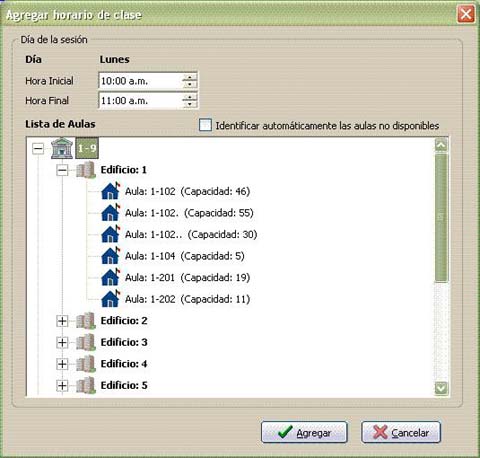 Agregar horario de clase
Día de la sesión
Día Lunes
Hora Inicial 10:00 a.m.
Hora Final 11:00 a.m.
Lista de Aulas Identificar automáticamente las aulas no disponibles
1-9
Edificio: 1
Aula: 1-102 (Capacidad: 46)
Aula: 1-102. (Capacidad: 55)
Aula: 1-102.. (Capacidad: 30)
Aula: 1-104 (Capacidad: 5)
Aula: 1-201 (Capacidad: 19)
Aula: 1-202 (Capacidad: 11)
Edificio: 2
Edificio: 3
Edificio: 4
Edificio: 5
Agregar Cancelar